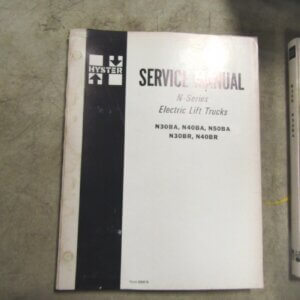 HYSTER
SERVICE MANUAL
N-Series
Electric Lift Trucks
N30BA, N40BA, N50BA
N30BR, N40BR